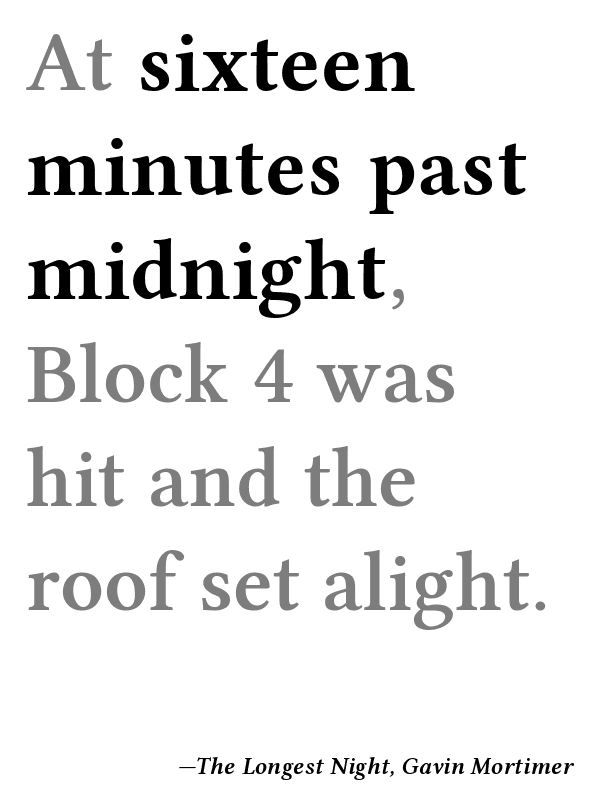 At sixteen
minutes past
midnight,
Block 4 was
hit and the
roof set alight.
—The Longest Night, Gavin Mortimer